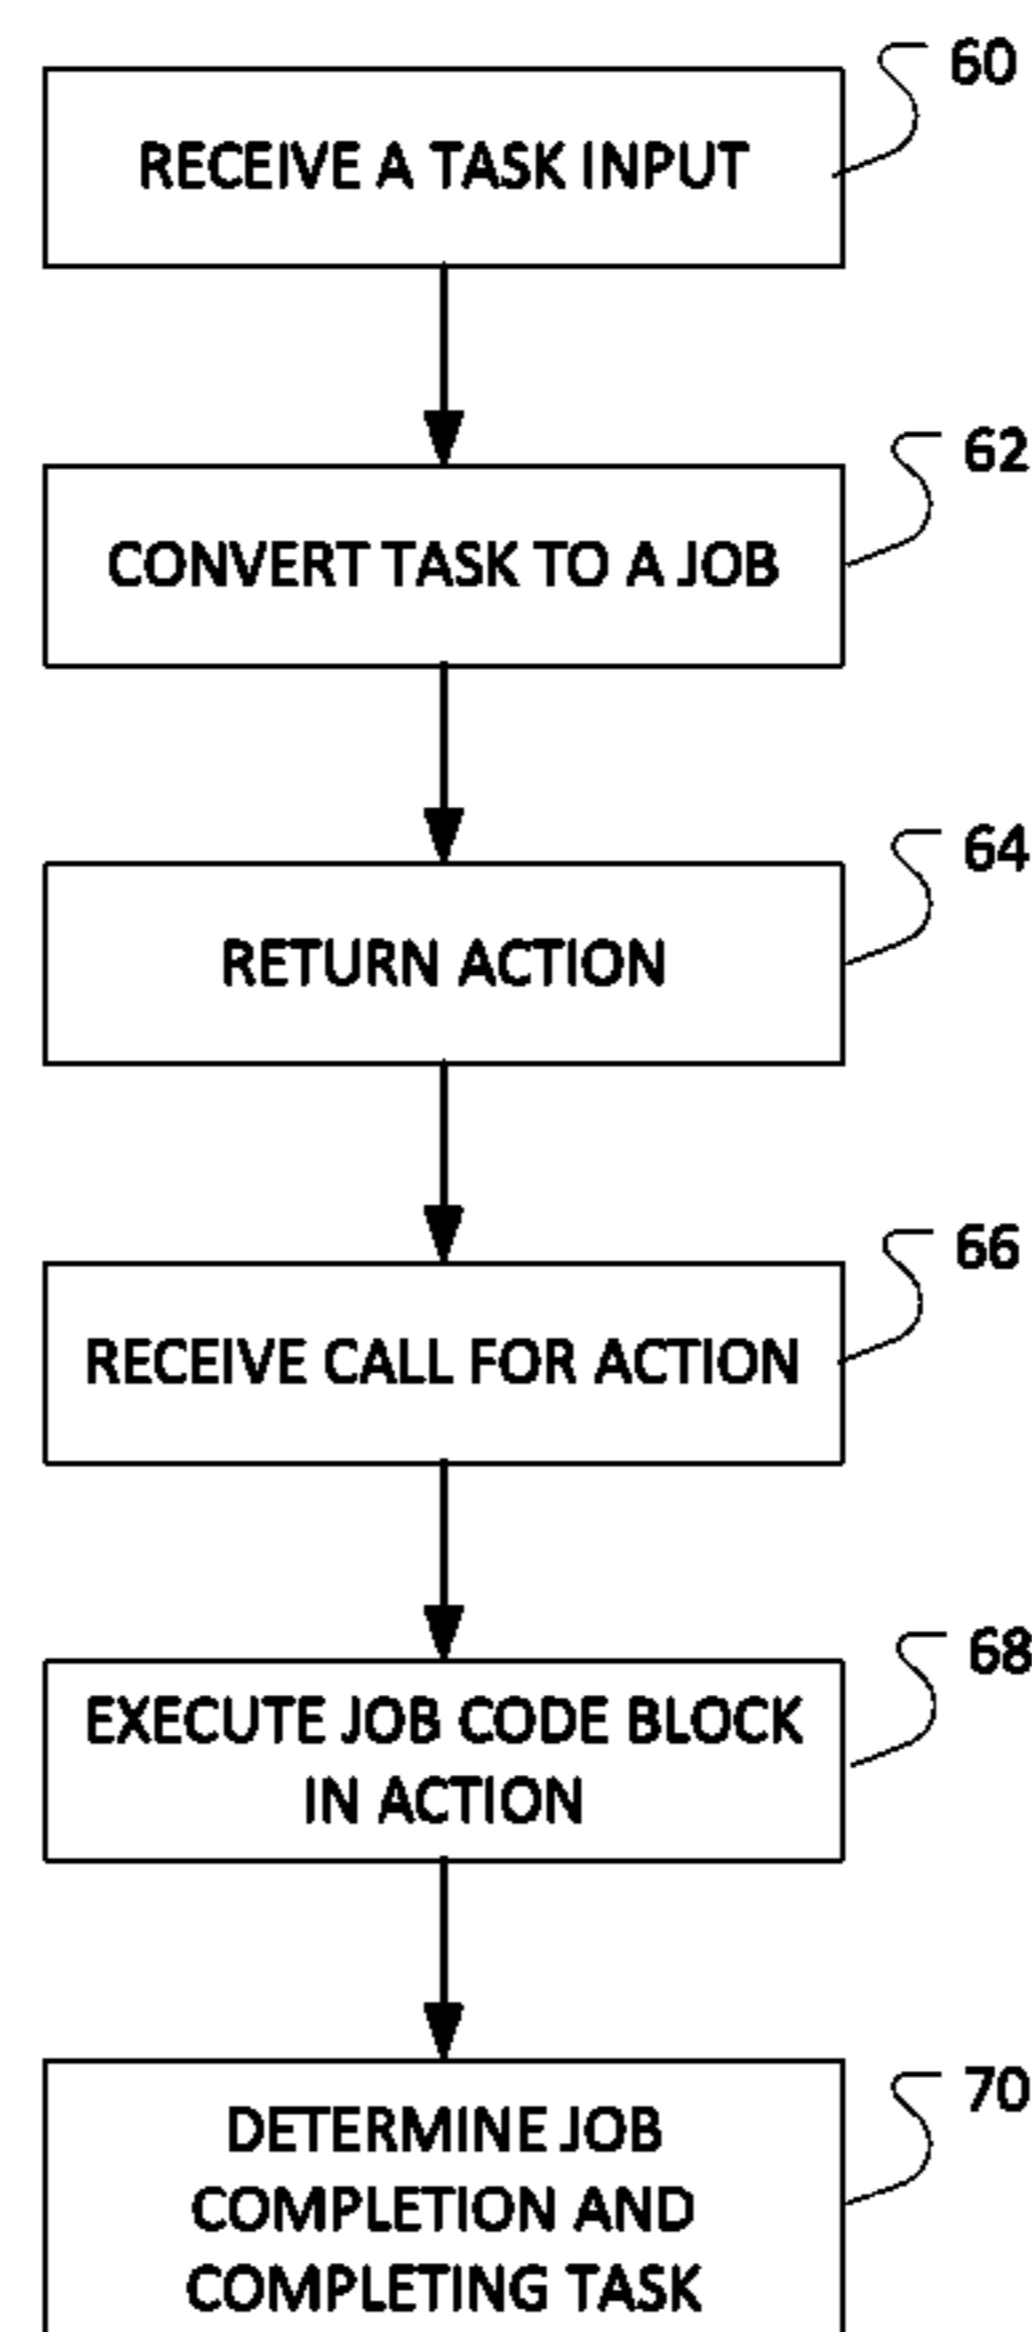 60
RECEIVE A TASK INPUT
62
CONVERT TASK TO A JOB
64
RETURN ACTION
66
RECEIVE CALL FOR ACTION
68
EXECUTE JOB CODE BLOCK
IN ACTION
70
DETERMINE JOB
COMPLETION AND
COMPLETING TASK